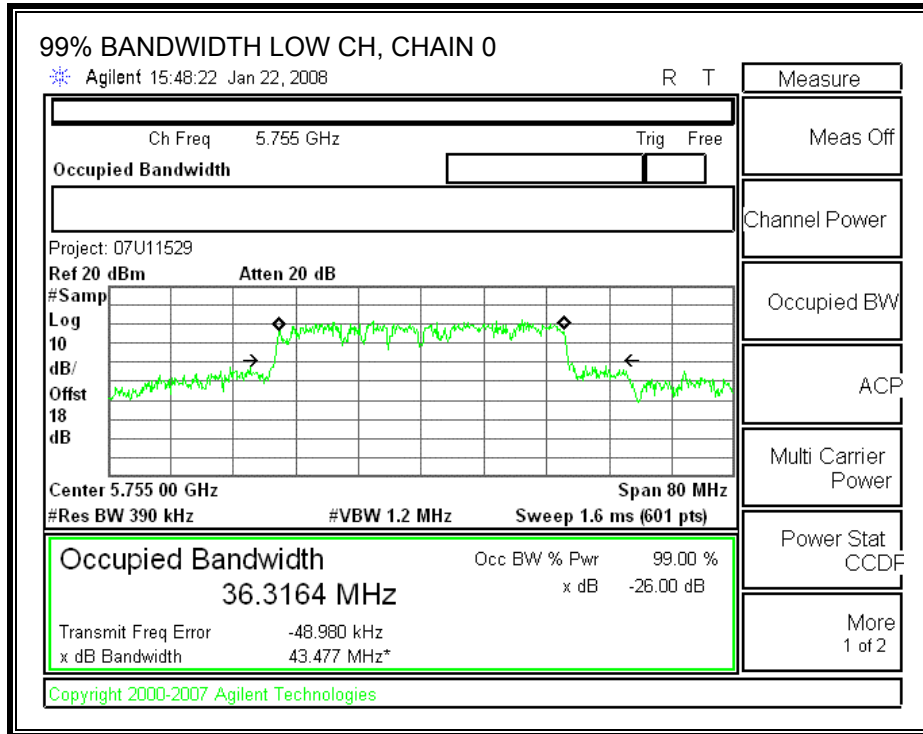 99% BANDWIDTH LOW CH, CHAIN 0
Agilent 15:48:22 Jan 22, 2008 R T
Measure
Ch Freq 5.755 GHz Trig Free
Meas Off
Occupied Bandwidth
Channel Power
Project: 07U11529
Ref 20 dBm Atten 20 dB
#Samp
Log
10
dB/
Offst
18
dB
Occupied BW
ACP
Multi Carrier
Power
Center 5.755 00 GHz Span 80 MHz
#Res BW 390 kHz #VBW 1.2 MHz Sweep 1.6 ms (601 pts)
Power Stat
CCDF
Occupied Bandwidth Occ BW % Pwr 99.00 %
36.3164 MHz x dB -26.00 dB
Transmit Freq Error -48.980 kHz
x dB Bandwidth 43.477 MHz*
More
1 of 2
Copyright 2000-2007 Agilent Technologies